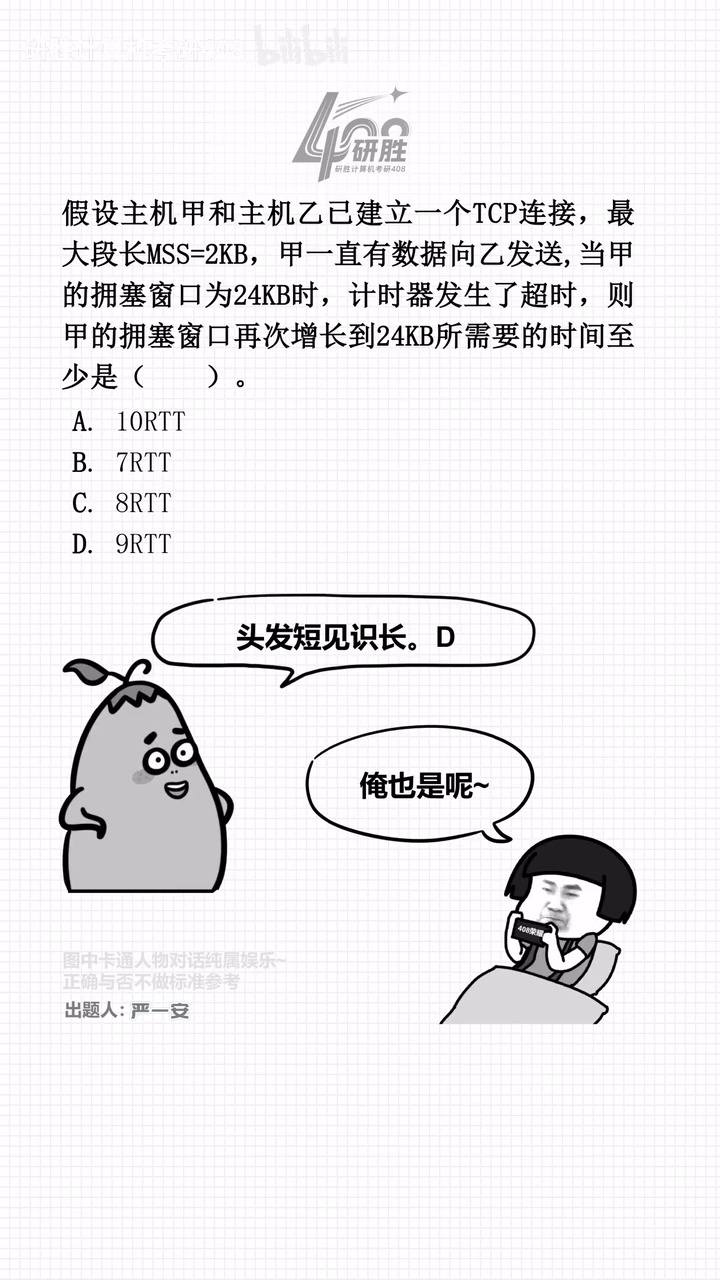 bilibili
408
研胜
研胜计算机考研408
假设主机甲和主机乙已建立一个TCP连接，最
大段长MSS=2KB，甲一直有数据向乙发送,当甲
的拥塞窗口为24KB时，计时器发生了超时，则
甲的拥塞窗口再次增长到24KB所需要的时间至
少是（　　）。
A. 10RTT
B. 7RTT
C. 8RTT
D. 9RTT
头发短见识长。D
俺也是呢~
408荣耀
图中卡通人物对话纯属娱乐~
正确与否不做标准参考
出题人：严一安